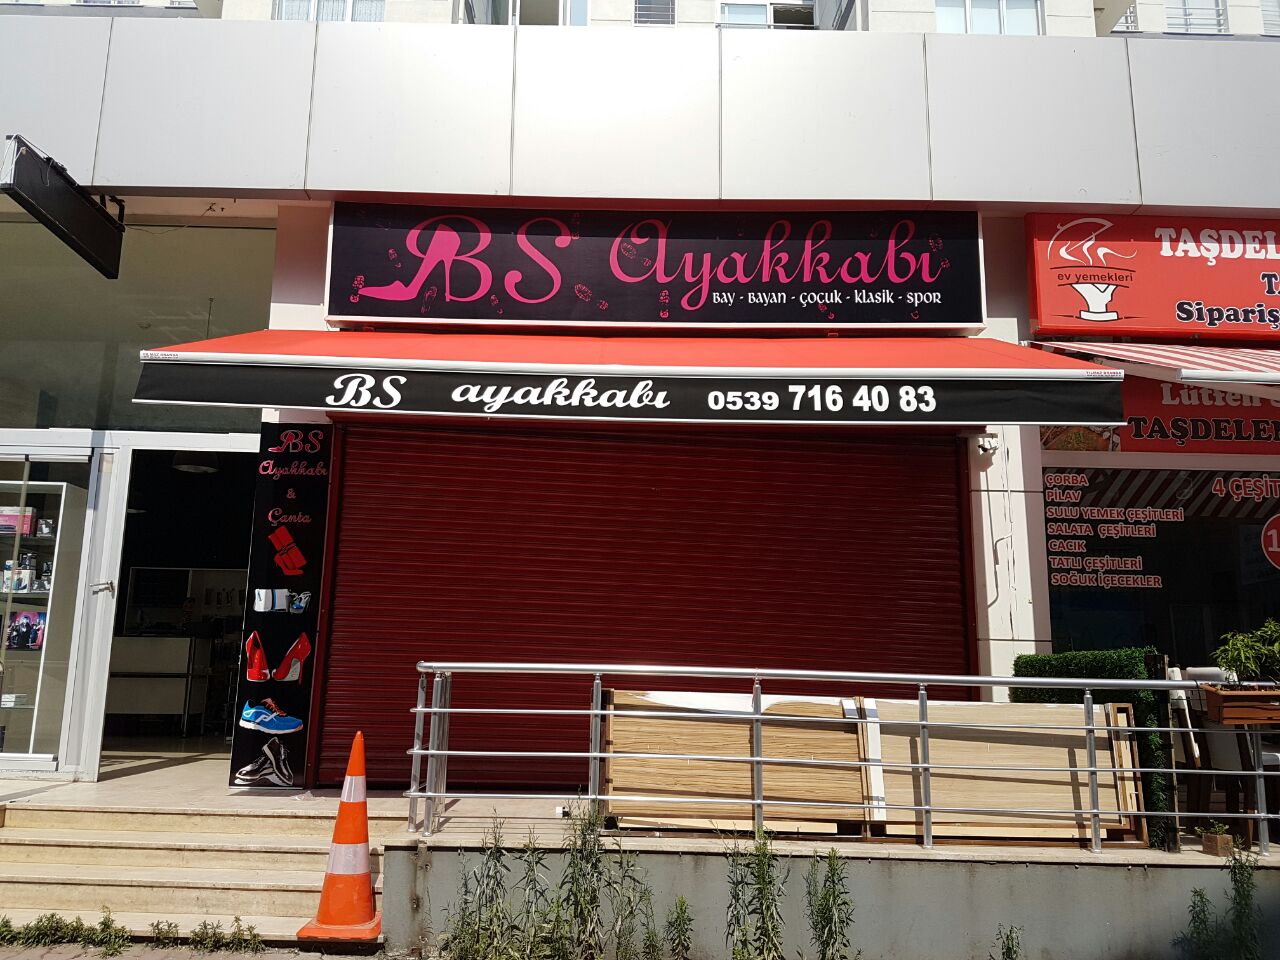 BS Ayakkabı
BAY - BAYAN - ÇOCUK - KLASİK - SPOR
BS ayakkabı 0539 716 40 83
BS
Ayakkabı
&
Çanta
ev yemekleri
TAŞDELE
Sipariş
Lütfen
TAŞDELE
4 ÇEŞİT
ÇORBA
PİLAV
SULU YEMEK ÇEŞİTLERİ
SALATA ÇEŞİTLERİ
CACIK
TATLI ÇEŞİTLERİ
SOĞUK İÇECEKLER